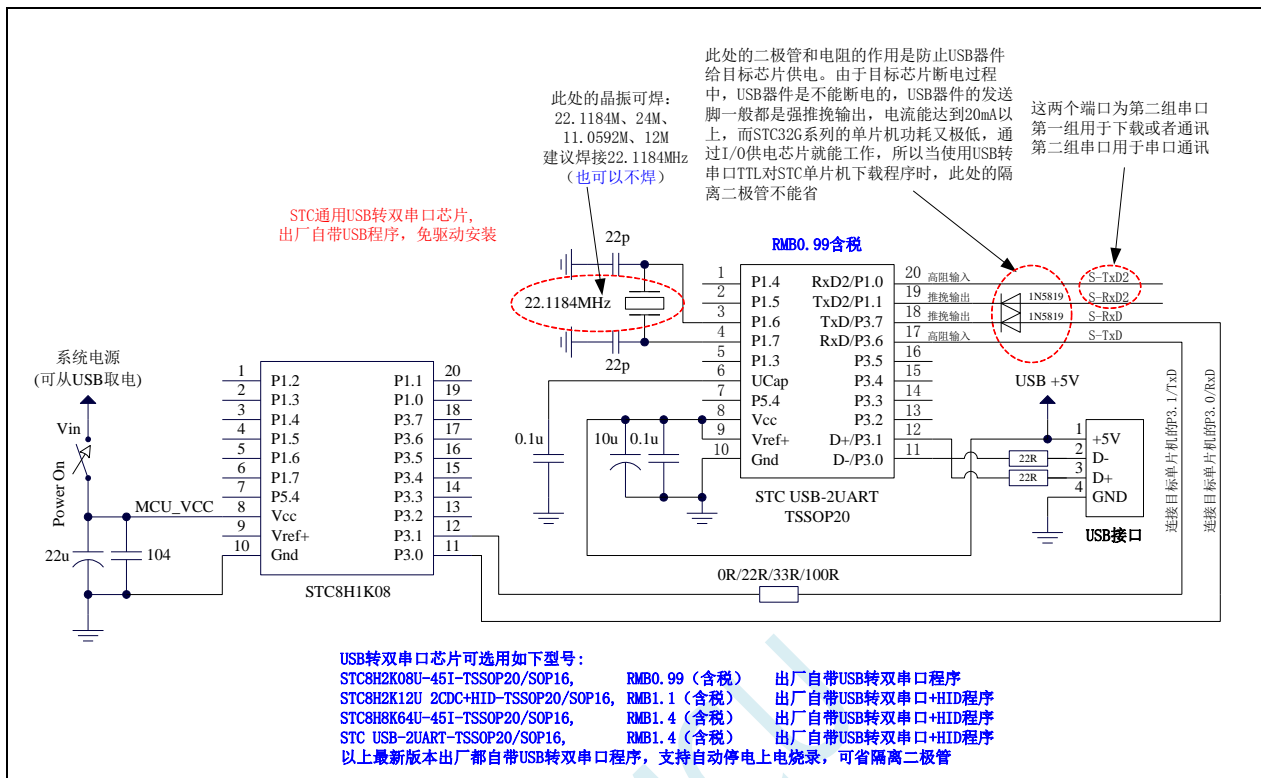 此处的二极管和电阻的作用是防止USB器件
给目标芯片供电。由于目标芯片断电过程
中，USB器件是不能断电的，USB器件的发送
脚一般都是强推挽输出，电流能达到20mA以
上，而STC32G系列的单片机功耗又极低，通
过I/O供电芯片就能工作，所以当使用USB转
串口TTL对STC单片机下载程序时，此处的隔
离二极管不能省
此处的晶振可焊:
22.1184M、24M、
11.0592M、12M
建议焊接22.1184MHz
（也可以不焊）
这两个端口为第二组串口
第一组用于下载或者通讯
第二组串口用于串口通讯
STC通用USB转双串口芯片,
出厂自带USB程序，免驱动安装
22p
22.1184MHz
22p
RMB0.99含税
1 P1.4
2 P1.5
3 P1.6
4 P1.7
5 P1.3
6 UCap
7 P5.4
8 Vcc
9 Vref+
10 Gnd
RxD2/P1.0 20 高阻输入 S-TxD2
TxD2/P1.1 19 推挽输出 1N5819 S-RxD2
TxD/P3.7 18 推挽输出 1N5819 S-RxD
RxD/P3.6 17 高阻输入 S-TxD
P3.5 16
P3.4 15
P3.3 14
P3.2 13
D+/P3.1 12
D-/P3.0 11
STC USB-2UART
TSSOP20
0.1u
10u
0.1u
USB +5V
22R
22R
1 +5V
2 D-
3 D+
4 GND
USB接口
连接目标单片机的P3.1/TxD
连接目标单片机的P3.0/RxD
系统电源
(可从USB取电)
Vin
Power On
MCU_VCC
22u
104
1 P1.2
2 P1.3
3 P1.4
4 P1.5
5 P1.6
6 P1.7
7 P5.4
8 Vcc
9 Vref+
10 Gnd
P1.1 20
P1.0 19
P3.7 18
P3.6 17
P3.5 16
P3.4 15
P3.3 14
P3.2 13
P3.1 12
P3.0 11
STC8H1K08
0R/22R/33R/100R
USB转双串口芯片可选用如下型号:
STC8H2K08U-45I-TSSOP20/SOP16, RMB0.99（含税） 出厂自带USB转双串口程序
STC8H2K12U 2CDC+HID-TSSOP20/SOP16, RMB1.1（含税） 出厂自带USB转双串口+HID程序
STC8H8K64U-45I-TSSOP20/SOP16, RMB1.4（含税） 出厂自带USB转双串口+HID程序
STC USB-2UART-TSSOP20/SOP16, RMB1.4（含税） 出厂自带USB转双串口+HID程序
以上最新版本出厂都自带USB转双串口程序，支持自动停电上电烧录，可省隔离二极管